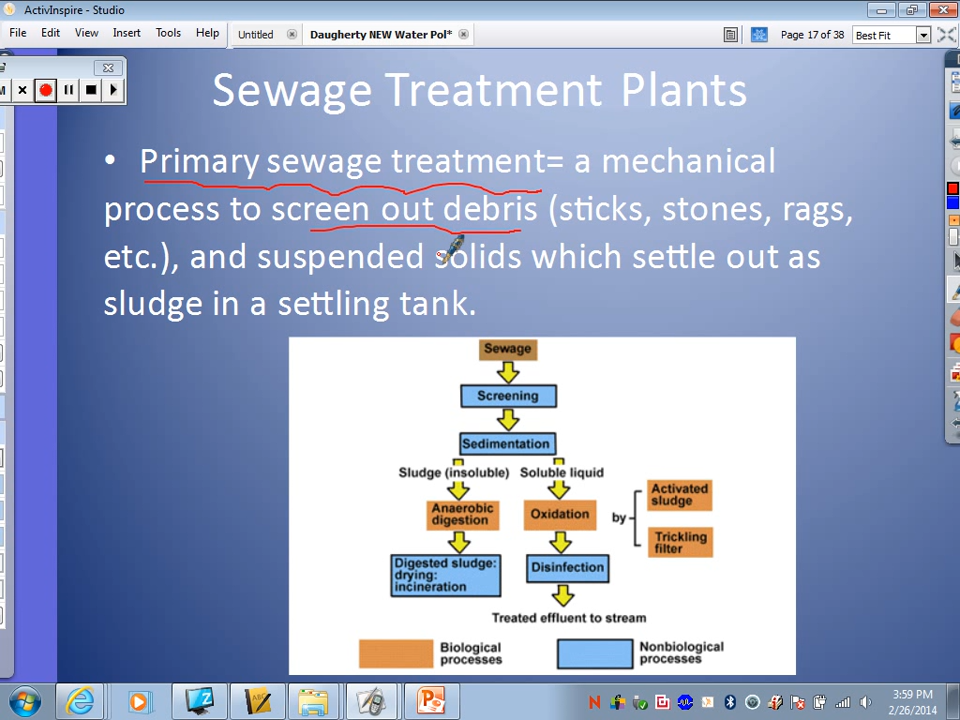 ActivInspire - Studio
File Edit View Insert Tools Help Untitled Daugherty NEW Water Pol* Page 17 of 38 Best Fit
Sewage Treatment Plants
• Primary sewage treatment= a mechanical
process to screen out debris (sticks, stones, rags,
etc.), and suspended solids which settle out as
sludge in a settling tank.
Sewage
Screening
Sedimentation
Sludge (insoluble) Soluble liquid
Anaerobic
digestion
Oxidation
by
Activated
sludge
Trickling
filter
Digested sludge:
drying:
incineration
Disinfection
Treated effluent to stream
Biological
processes
Nonbiological
processes
3:59 PM
2/26/2014